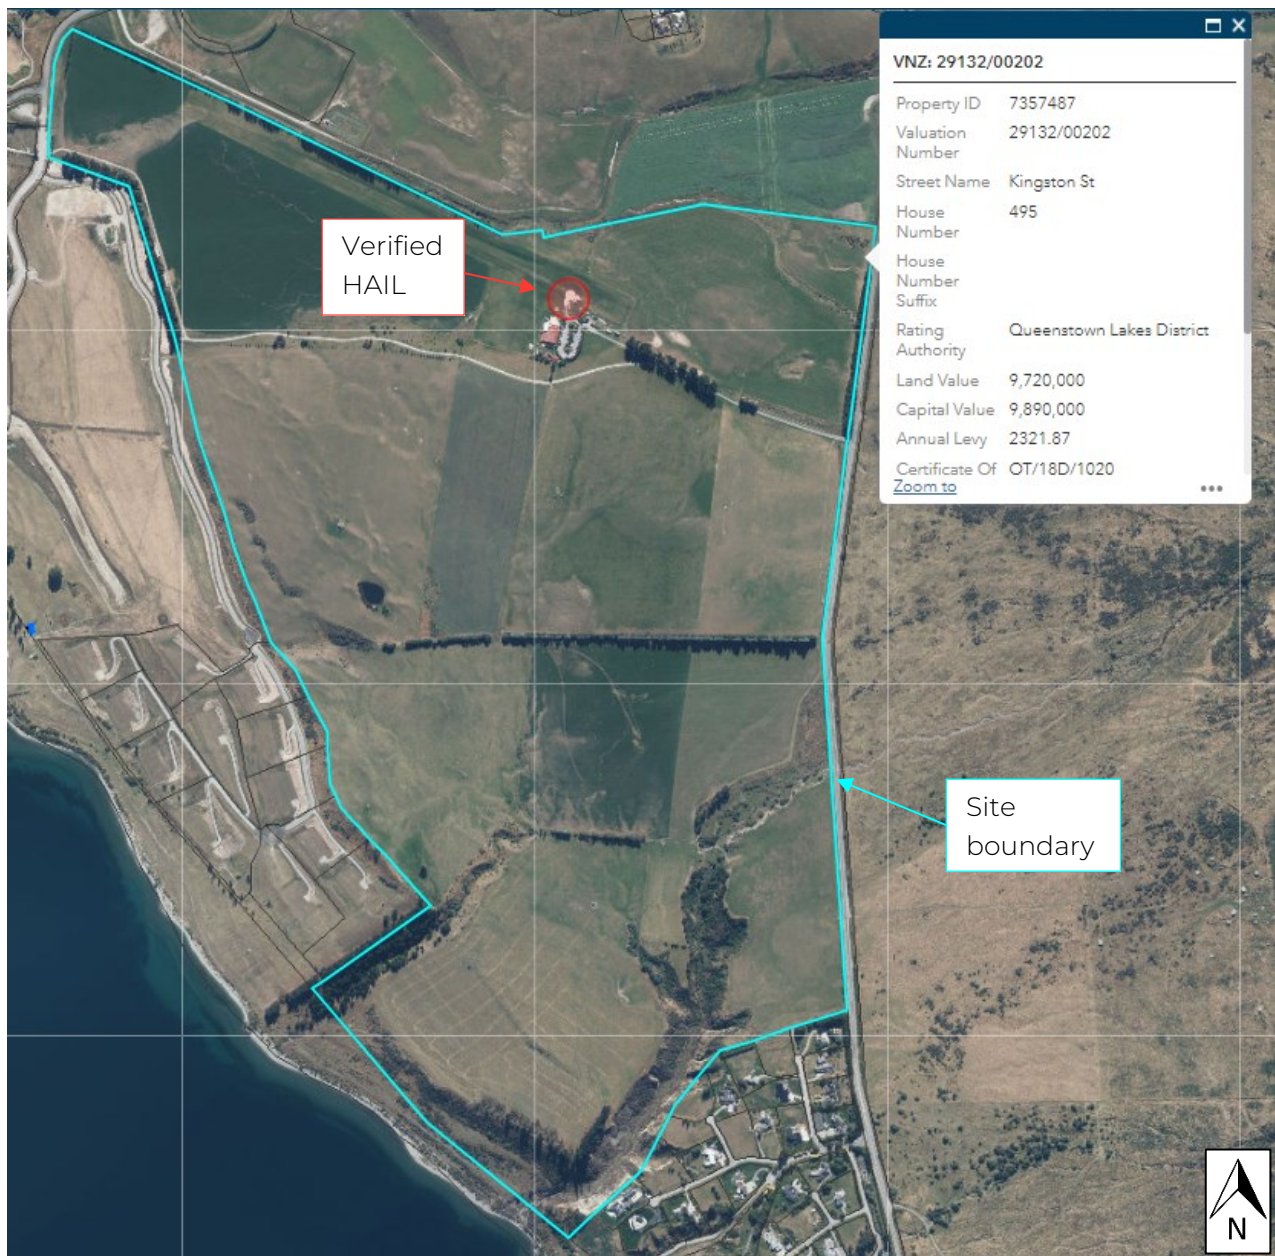 VNZ: 29132/00202
Property ID 7357487
Valuation 29132/00202
Number
Street Name Kingston St
House 495
Number
House
Number
Suffix
Rating Queenstown Lakes District
Authority
Land Value 9,720,000
Capital Value 9,890,000
Annual Levy 2321.87
Certificate Of OT/18D/1020
Zoom to
Verified
HAIL
Site
boundary
N